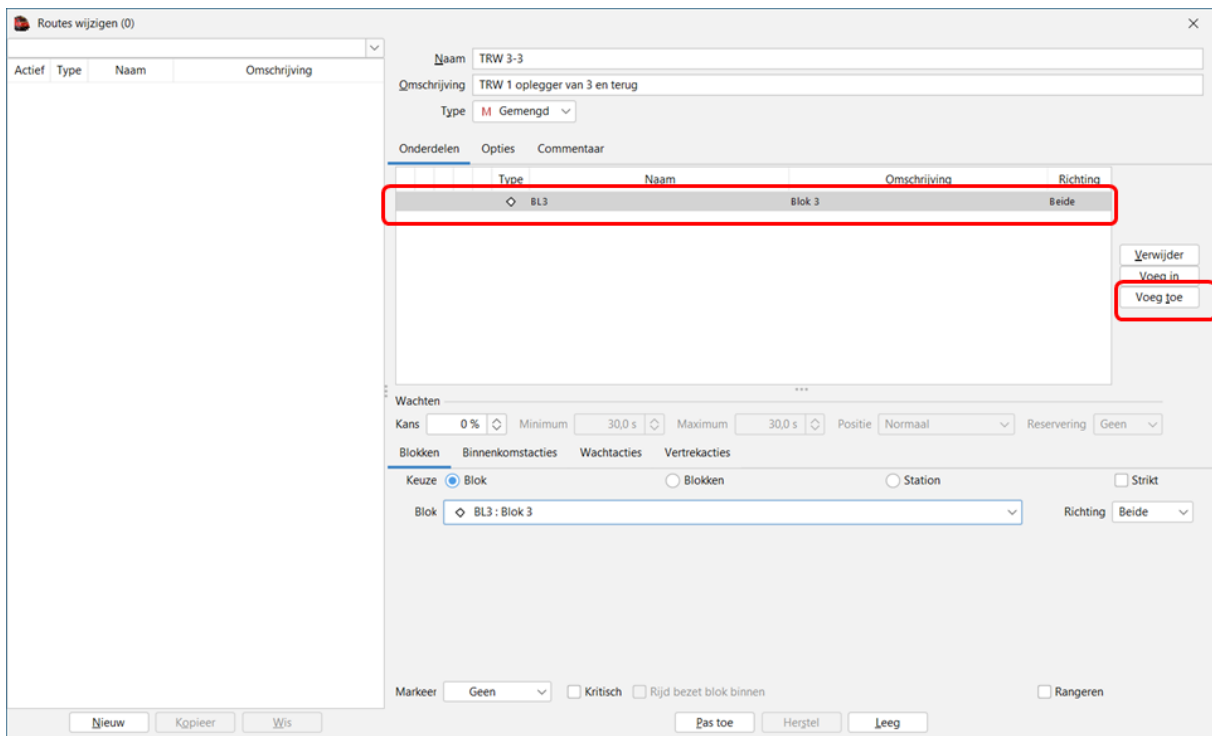 Routes wijzigen (0)
Actief Type Naam Omschrijving
Naam TRW 3-3
Omschrijving TRW 1 oplegger van 3 en terug
Type M Gemengd
Onderdelen Opties Commentaar
Type Naam Omschrijving Richting
BL3 Blok 3 Beide
Verwijder
Voeg in
Voeg toe
Wachten
Kans 0 % Minimum 30,0 s Maximum 30,0 s Positie Normaal Reservering Geen
Blokken Binnenkomstacties Wachtacties Vertrekacties
Keuze Blok Blokken Station Strikt
Blok BL3 : Blok 3 Richting Beide
Markeer Geen Kritisch Rijd bezet blok binnen Rangeren
Nieuw Kopieer Wis Pas toe Herstel Leeg